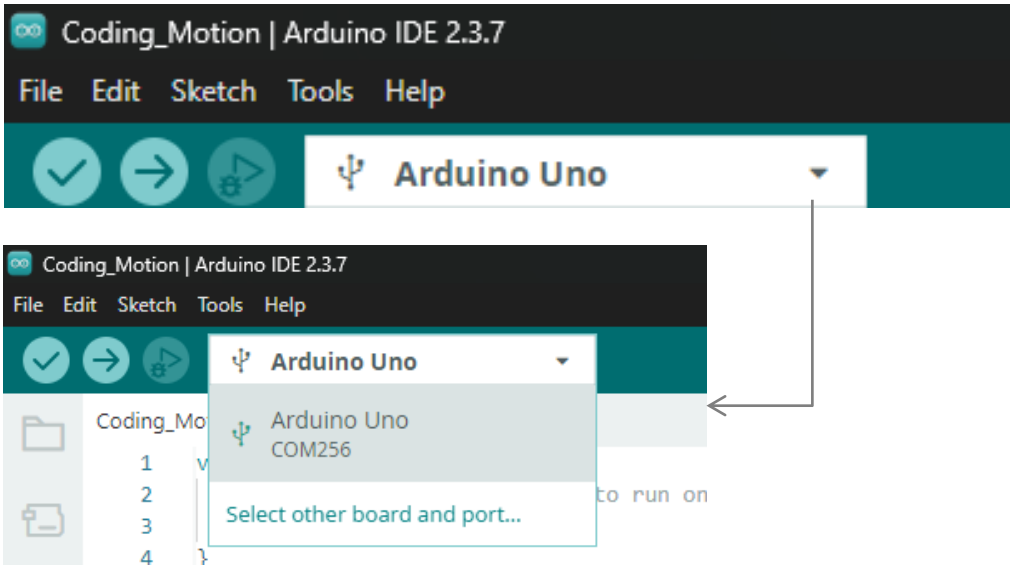 Coding_Motion | Arduino IDE 2.3.7
File Edit Sketch Tools Help
Arduino Uno
Coding_Motion | Arduino IDE 2.3.7
File Edit Sketch Tools Help
Arduino Uno
Arduino Uno
COM256
Select other board and port...
Coding_Mo
1 v
2 to run on
3
4 }